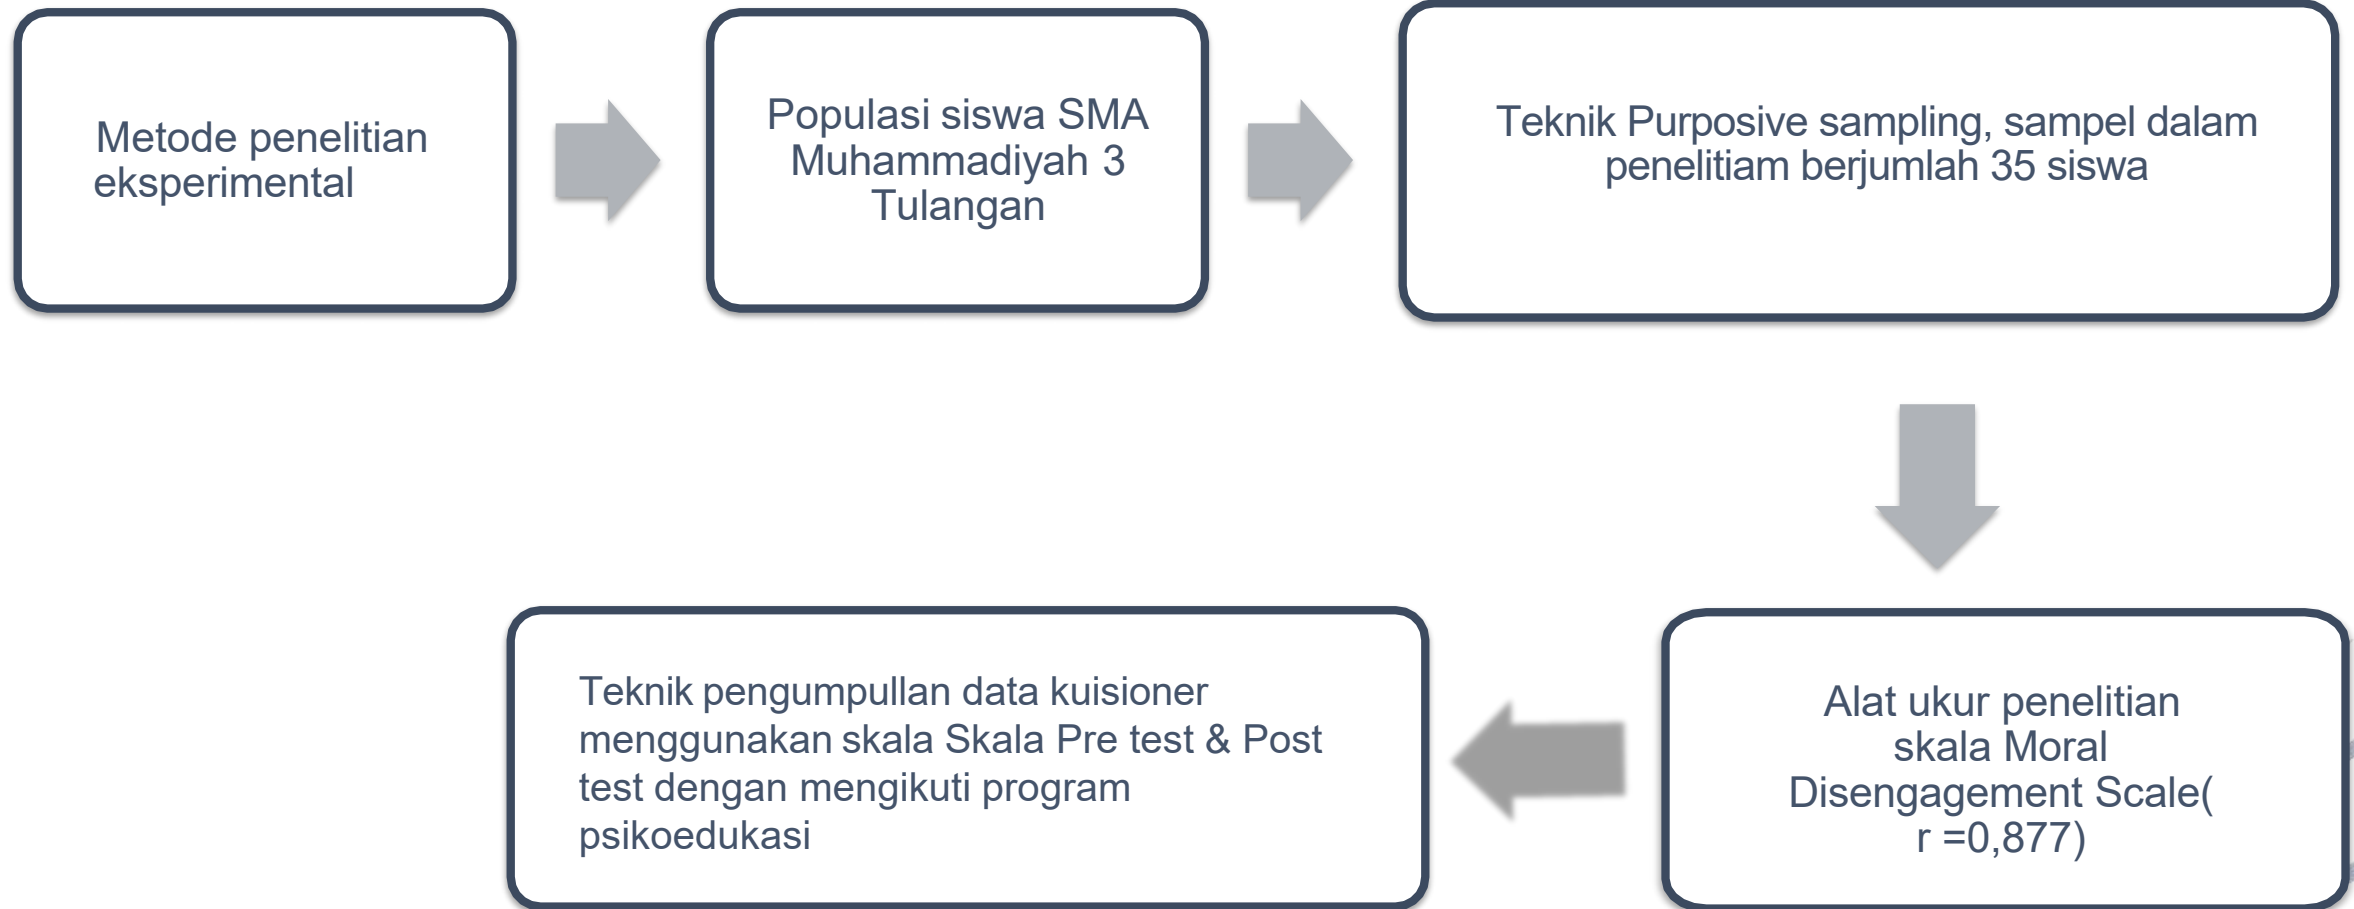 Metode penelitian
eksperimental
Populasi siswa SMA
Muhammadiyah 3
Tulangan
Teknik Purposive sampling, sampel dalam
penelitiam berjumlah 35 siswa
Alat ukur penelitian
skala Moral
Disengagement Scale(
r =0,877)
Teknik pengumpullan data kuisioner
menggunakan skala Skala Pre test & Post
test dengan mengikuti program
psikoedukasi